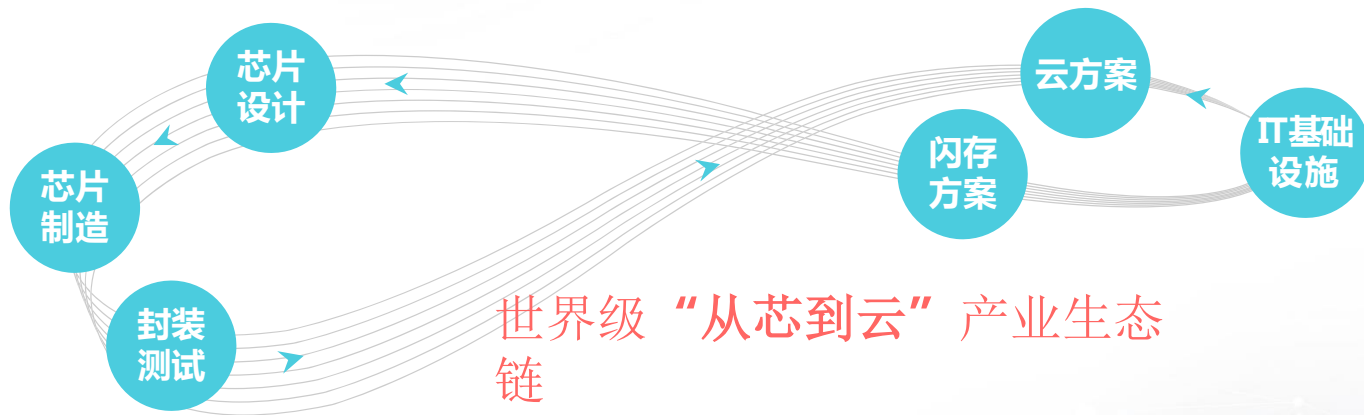 芯片
设计
芯片
制造
封装
测试
云方案
闪存
方案
IT基础
设施
世界级 “从芯到云” 产业生态
链